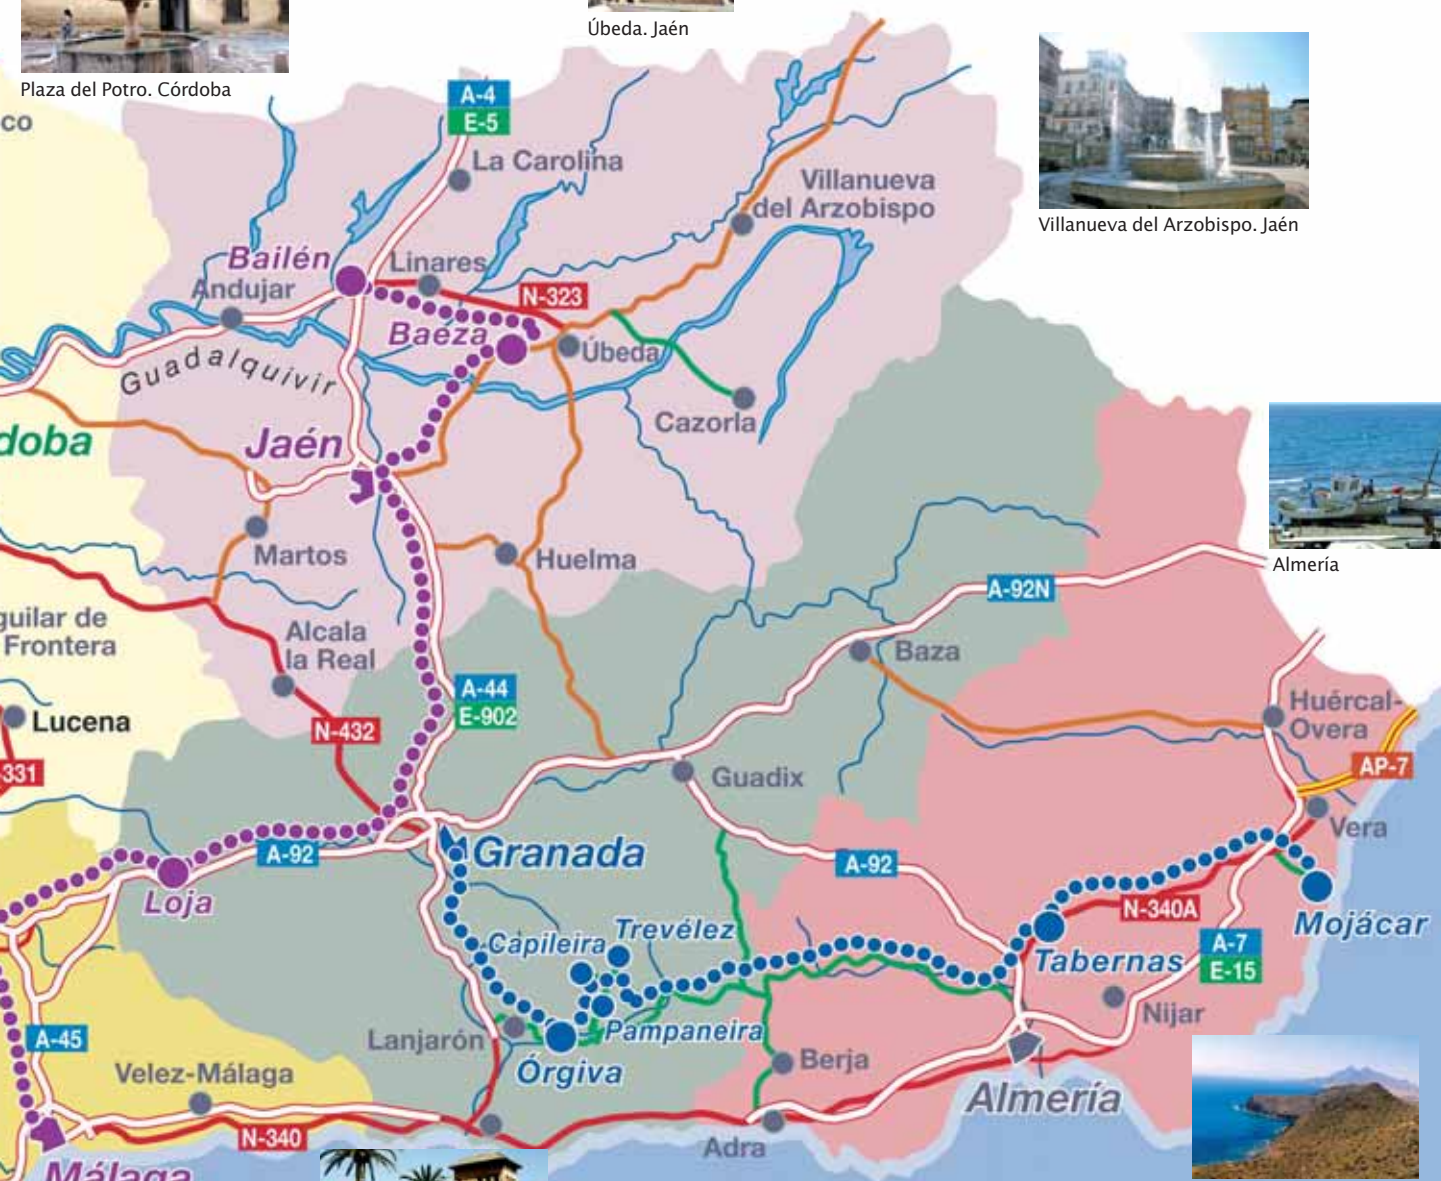 Úbeda. Jaén
Plaza del Potro. Córdoba
Villanueva del Arzobispo. Jaén
Almería
co
A-4
E-5
La Carolina
Villanueva
del Arzobispo
Bailén
Linares
Andujar
N-323
Baeza
Úbeda
Guadalquivir
Cazorla
doba
Jaén
Martos
Huelma
A-92N
guilar de
Frontera
Alcala
la Real
Baza
A-44
E-902
Lucena
N-432
Huércal-
Overa
331
AP-7
Guadix
Vera
A-92
Granada
A-92
Loja
N-340A
Mojácar
Trevélez
Capileira
Tabernas
A-7
E-15
Nijar
A-45
Lanjarón
Pampaneira
Órgiva
Berja
Velez-Málaga
Almería
N-340
Adra
Málaga